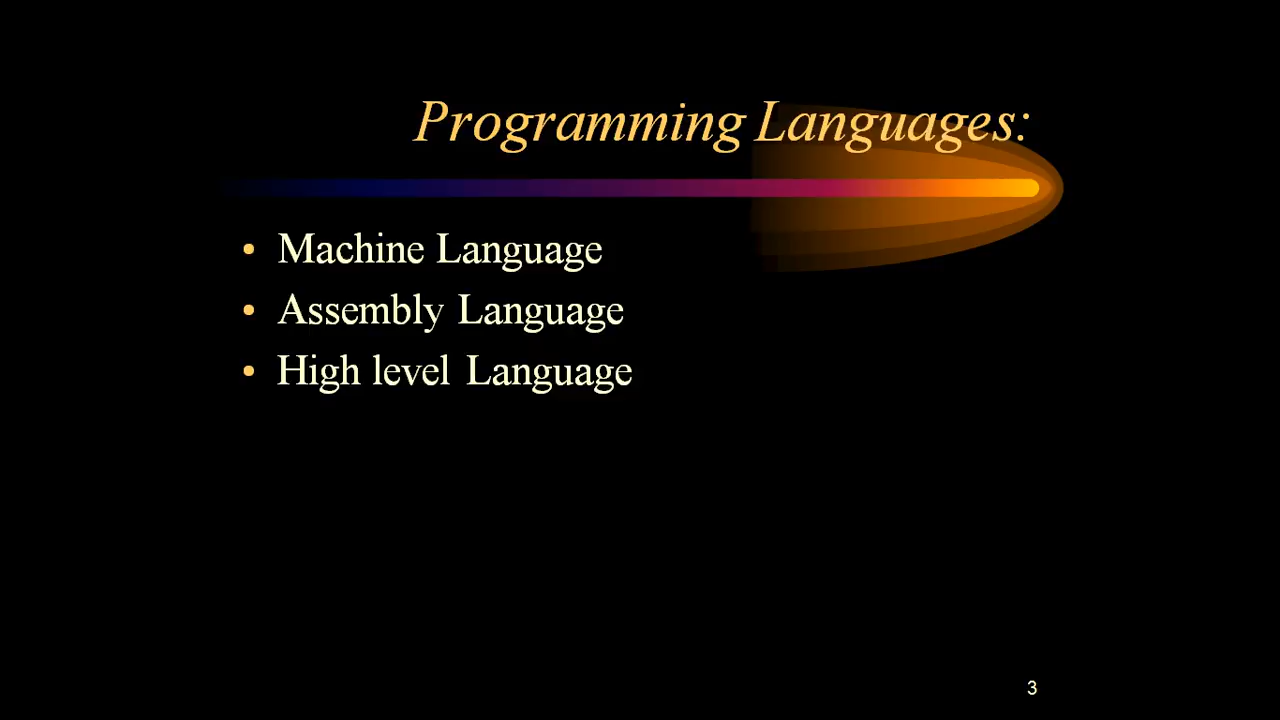 Programming Languages:
• Machine Language
• Assembly Language
• High level Language
3